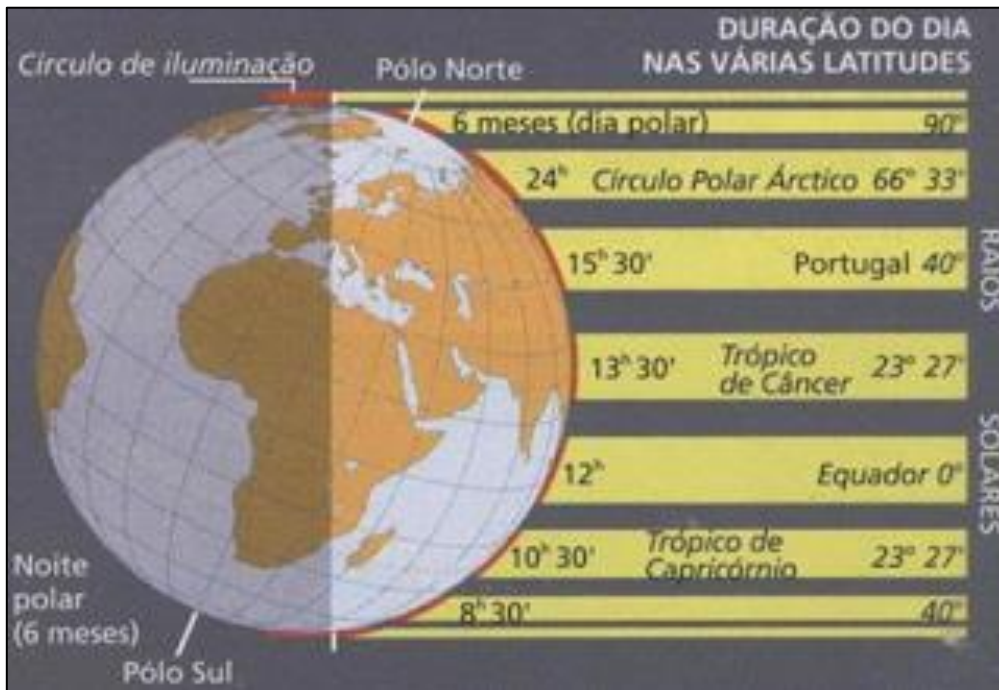 DURAÇÃO DO DIA
NAS VÁRIAS LATITUDES
Círculo de iluminação
Pólo Norte
6 meses (dia polar) 90°
24h Círculo Polar Árctico 66° 33'
15h 30' Portugal 40°
13h 30' Trópico de Câncer 23° 27'
12h Equador 0°
10h 30' Trópico de Capricórnio 23° 27'
8h 30' 40°
RAIOS
SOLARES
Noite
polar
(6 meses)
Pólo Sul